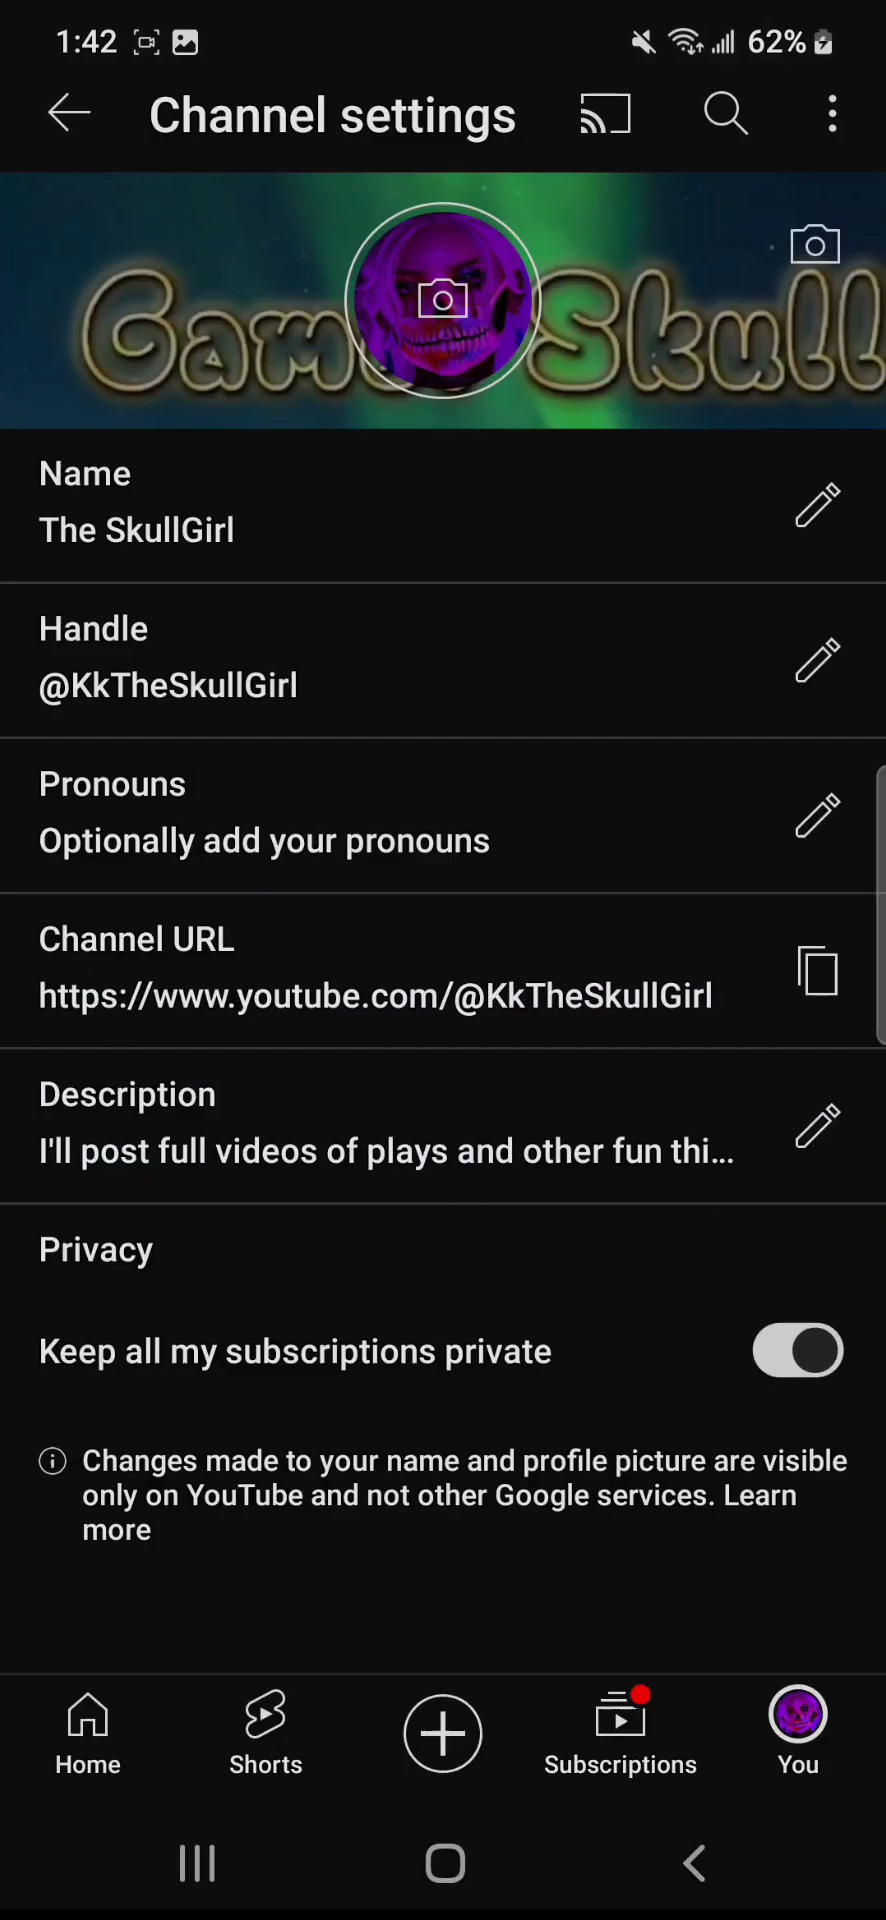 1:42
62%
Channel settings
Skull
Name
The SkullGirl
Handle
@KkTheSkullGirl
Pronouns
Optionally add your pronouns
Channel URL
https://www.youtube.com/@KkTheSkullGirl
Description
I'll post full videos of plays and other fun thi...
Privacy
Keep all my subscriptions private
Changes made to your name and profile picture are visible
only on YouTube and not other Google services. Learn
more
Home
Shorts
Subscriptions
You